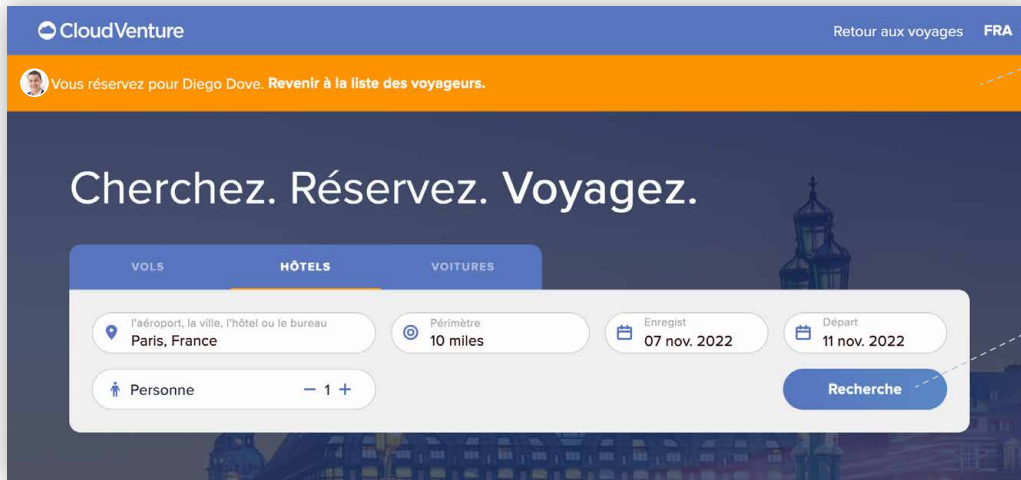 CloudVenture
Retour aux voyages FRA
Vous réservez pour Diego Dove. Revenir à la liste des voyageurs.
Cherchez. Réservez. Voyagez.
VOLS HÔTELS VOITURES
l'aéroport, la ville, l'hôtel ou le bureau
Paris, France
Périmètre
10 miles
Enregist
07 nov. 2022
Départ
11 nov. 2022
Personne − 1 +
Recherche